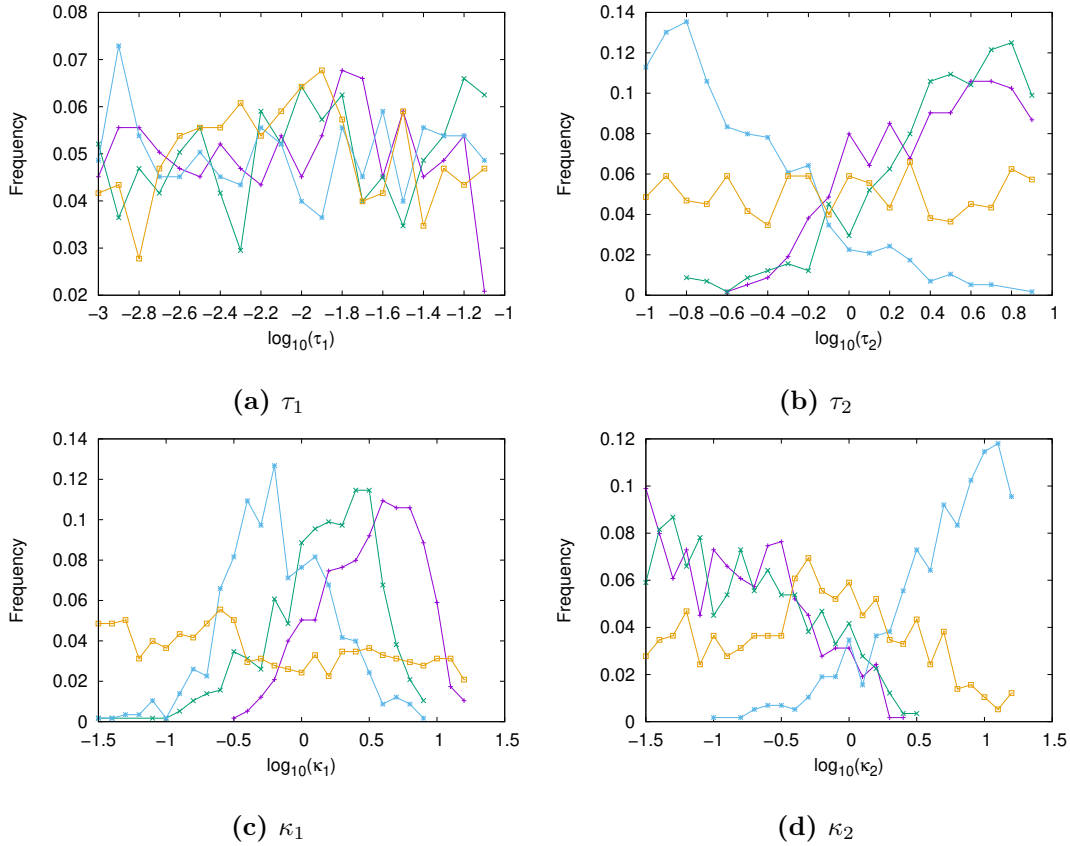 0.08
0.07
0.06
0.05
0.04
0.03
0.02
−3 −2.8 −2.6 −2.4 −2.2 −2 −1.8 −1.6 −1.4 −1.2 −1
Frequency
log10(τ1)
(a) τ1
0.14
0.12
0.1
0.08
0.06
0.04
0.02
0
−1 −0.8 −0.6 −0.4 −0.2 0 0.2 0.4 0.6 0.8 1
Frequency
log10(τ2)
(b) τ2
0.14
0.12
0.1
0.08
0.06
0.04
0.02
0
−1.5 −1 −0.5 0 0.5 1 1.5
Frequency
log10(κ1)
(c) κ1
0.12
0.1
0.08
0.06
0.04
0.02
0
−1.5 −1 −0.5 0 0.5 1 1.5
Frequency
log10(κ2)
(d) κ2